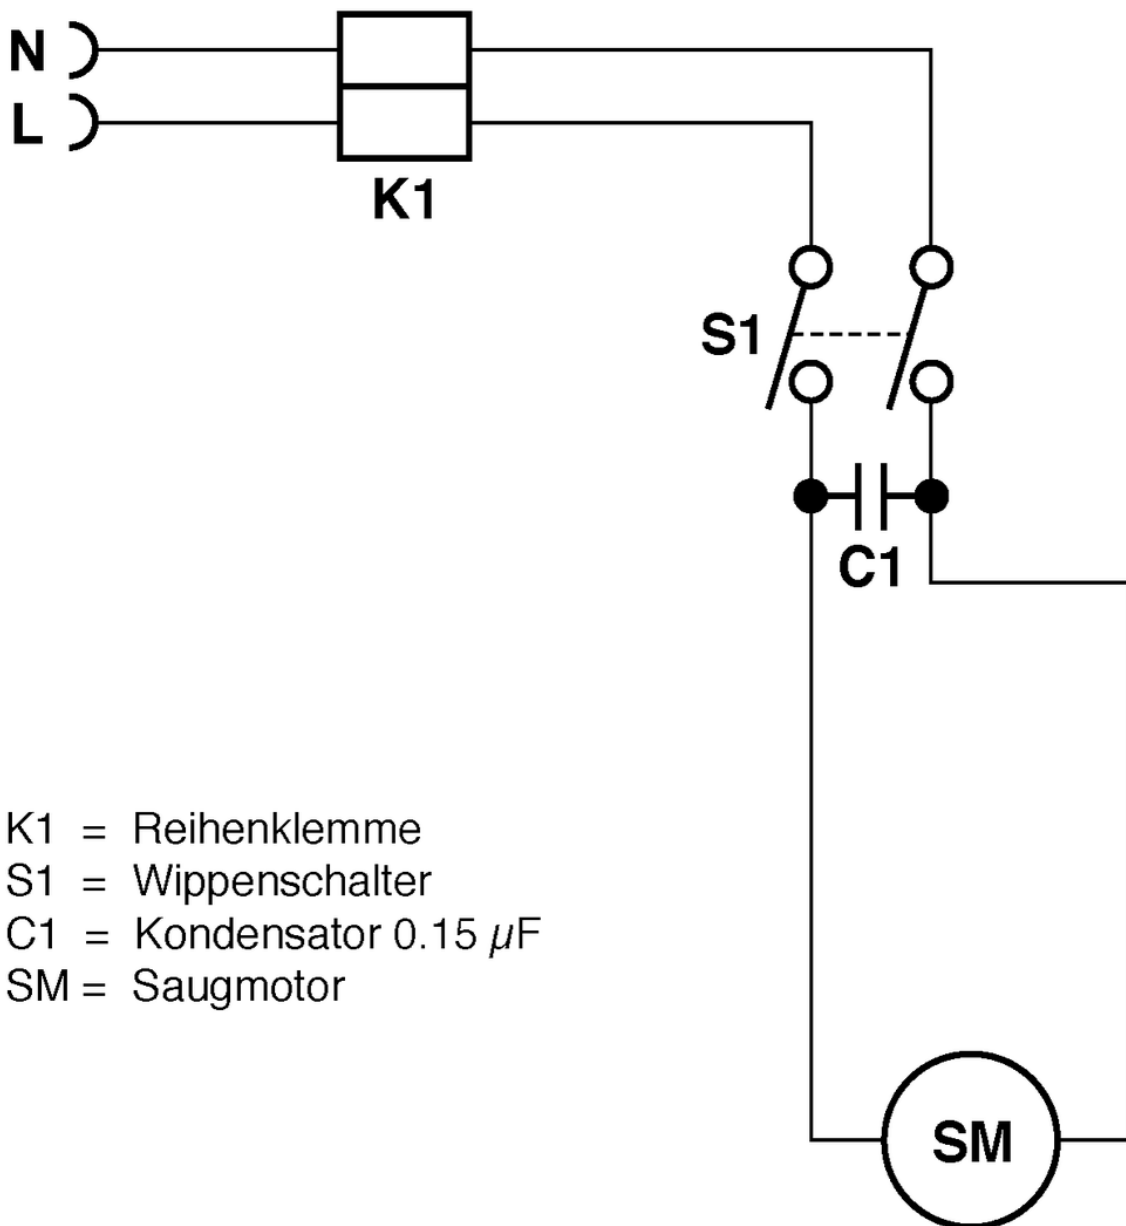 N
L
K1
S1
C1
K1 = Reihenklemme
S1 = Wippenschalter
C1 = Kondensator 0.15 µF
SM = Saugmotor
SM